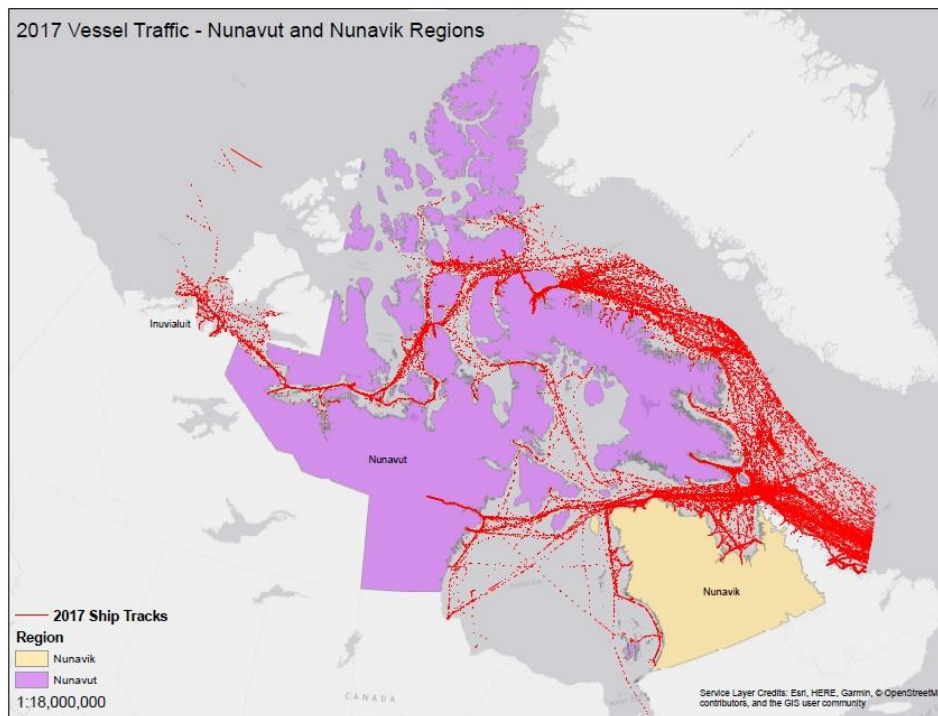 2017 Vessel Traffic - Nunavut and Nunavik Regions
Inuvialuit
Nunavut
Nunavik
2017 Ship Tracks
Region
Nunavik
Nunavut
1:18,000,000
CANADA
Service Layer Credits: Esri, HERE, Garmin, © OpenStreetM
contributors, and the GIS user community